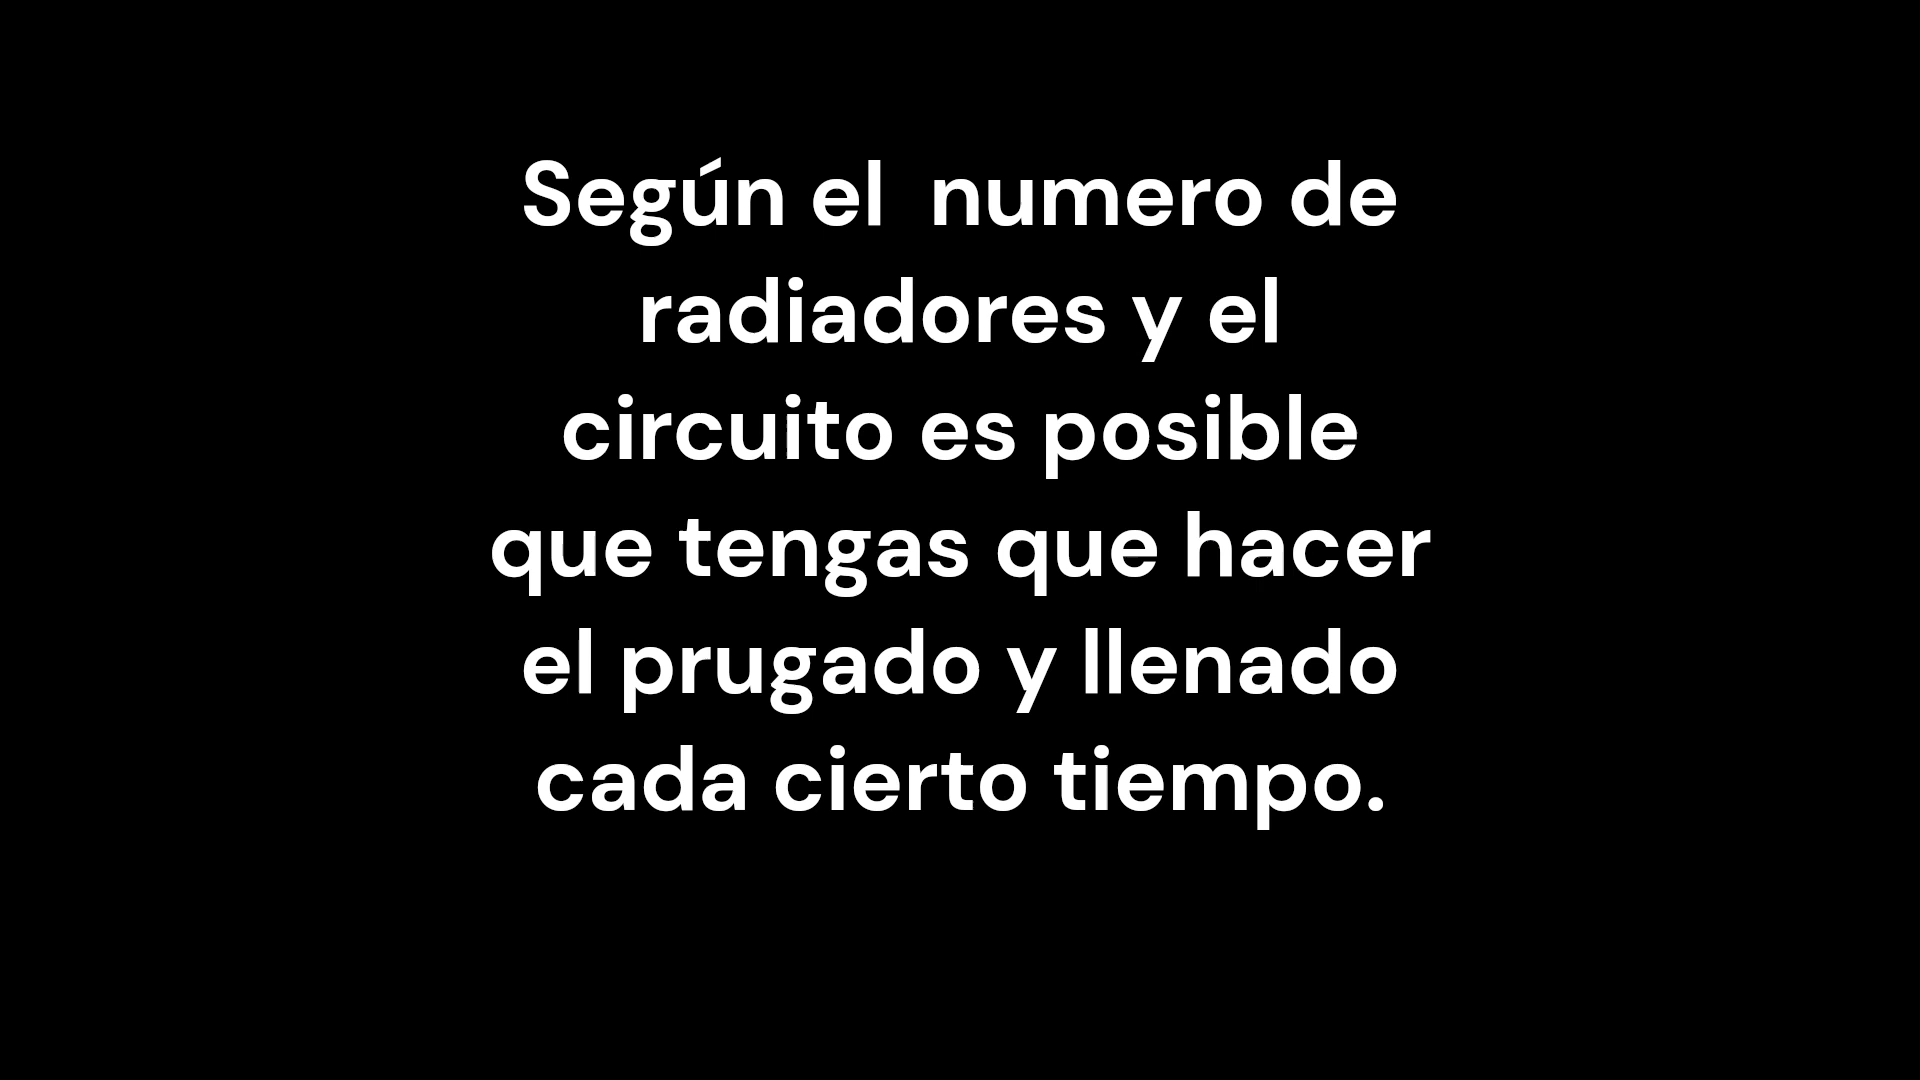 Según el  numero de
radiadores y el
circuito es posible
que tengas que hacer
el prugado y llenado
cada cierto tiempo.